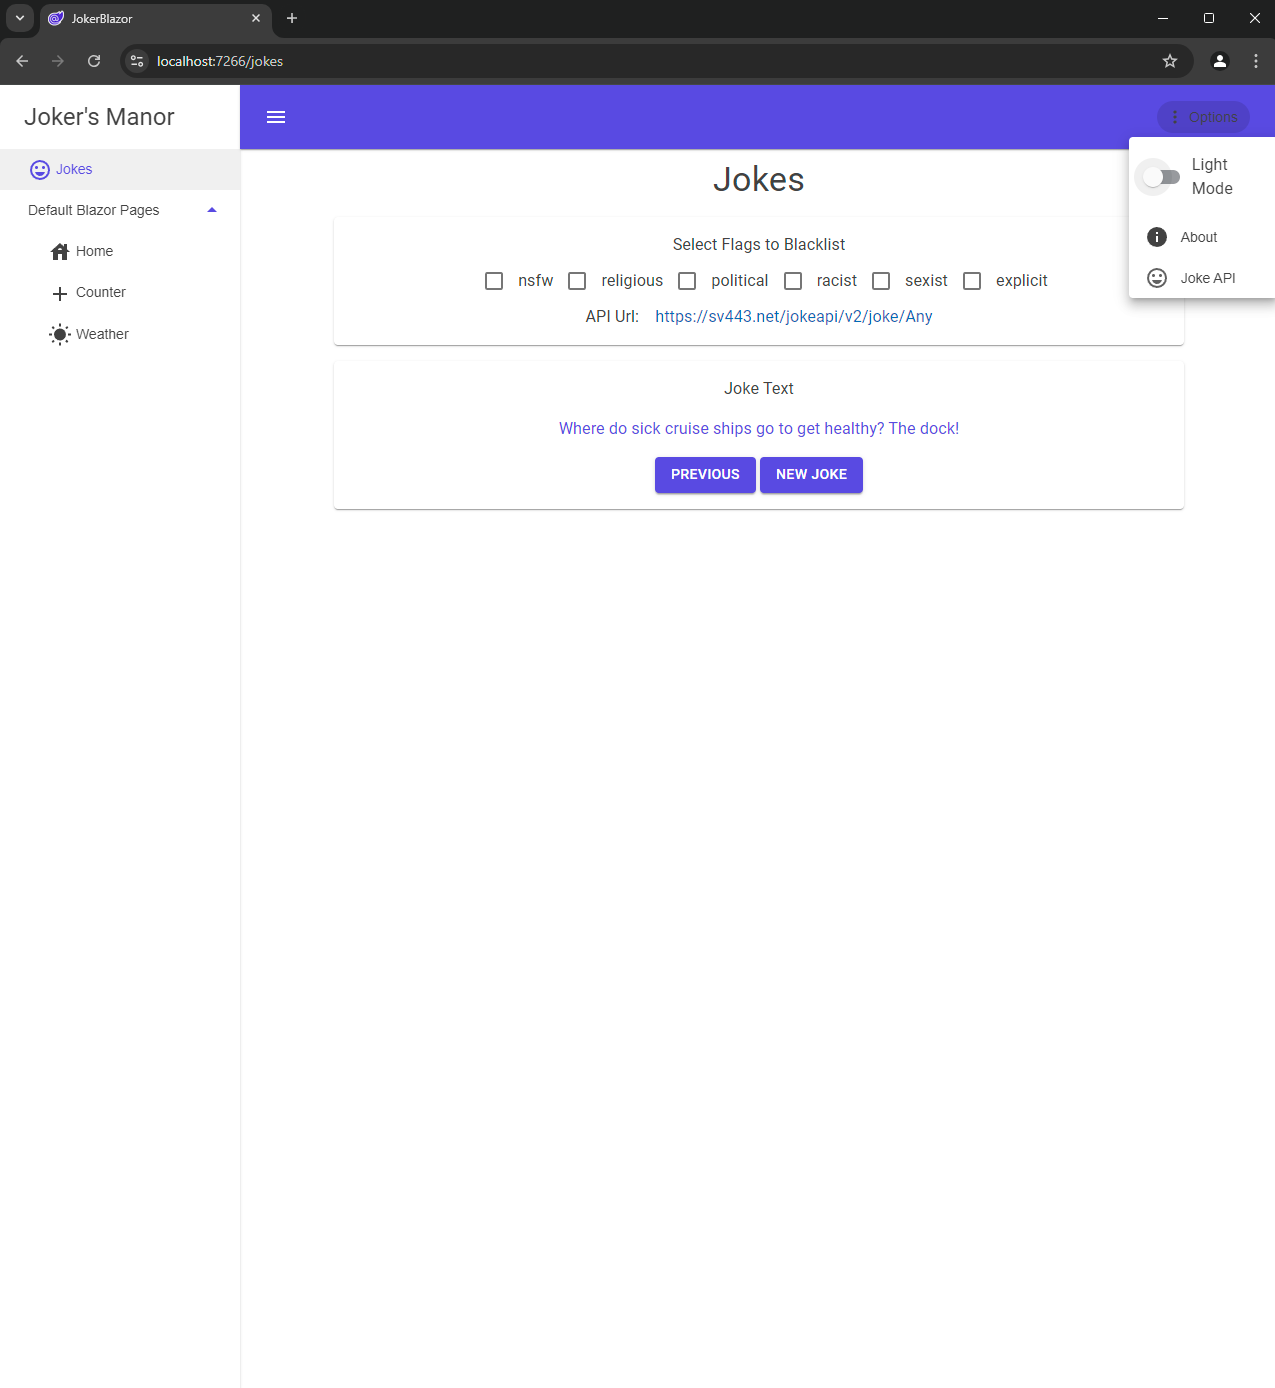 JokerBlazor
localhost:7266/jokes
Joker's Manor
Options
Jokes
Default Blazor Pages
Home
Counter
Weather
Light
Mode
About
Joke API
Jokes
Select Flags to Blacklist
nsfw religious political racist sexist explicit
API Url: https://sv443.net/jokeapi/v2/joke/Any
Joke Text
Where do sick cruise ships go to get healthy? The dock!
PREVIOUS NEW JOKE